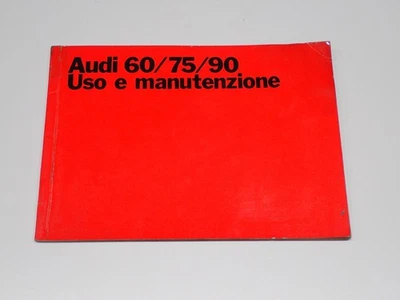 Audi 60/75/90
Uso e manutenzione